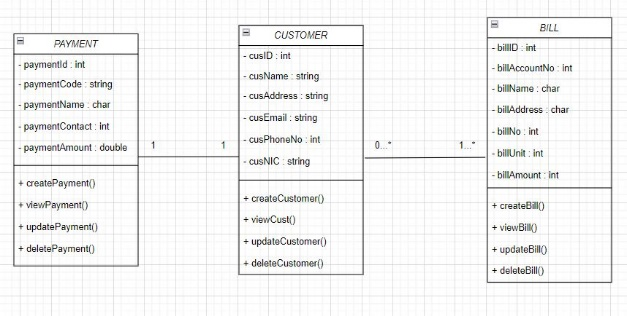 PAYMENT
- paymentId : int
- paymentCode : string
- paymentName : char
- paymentContact : int
- paymentAmount : double
+ createPayment()
+ viewPayment()
+ updatePayment()
+ deletePayment()
1
1
CUSTOMER
- cusID : int
- cusName : string
- cusAddress : string
- cusEmail : string
- cusPhoneNo : int
- cusNIC : string
+ createCustomer()
+ viewCust()
+ updateCustomer()
+ deleteCustomer()
0...*
1...*
BILL
- billID : int
- billAccountNo : int
- billName : char
- billAddress : char
- billNo : int
- billUnit : int
- billAmount : int
+ createBill()
+ viewBill()
+ updateBill()
+ deleteBill()